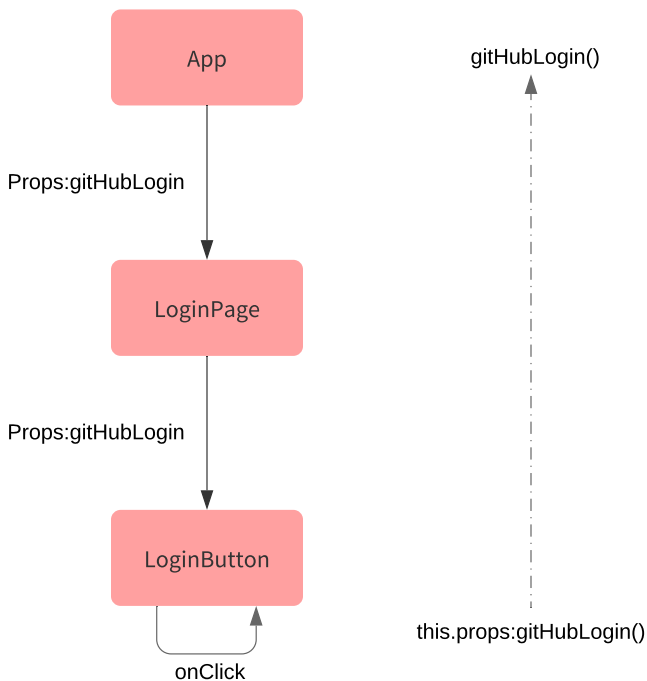 App
gitHubLogin()
Props:gitHubLogin
LoginPage
Props:gitHubLogin
LoginButton
this.props:gitHubLogin()
onClick